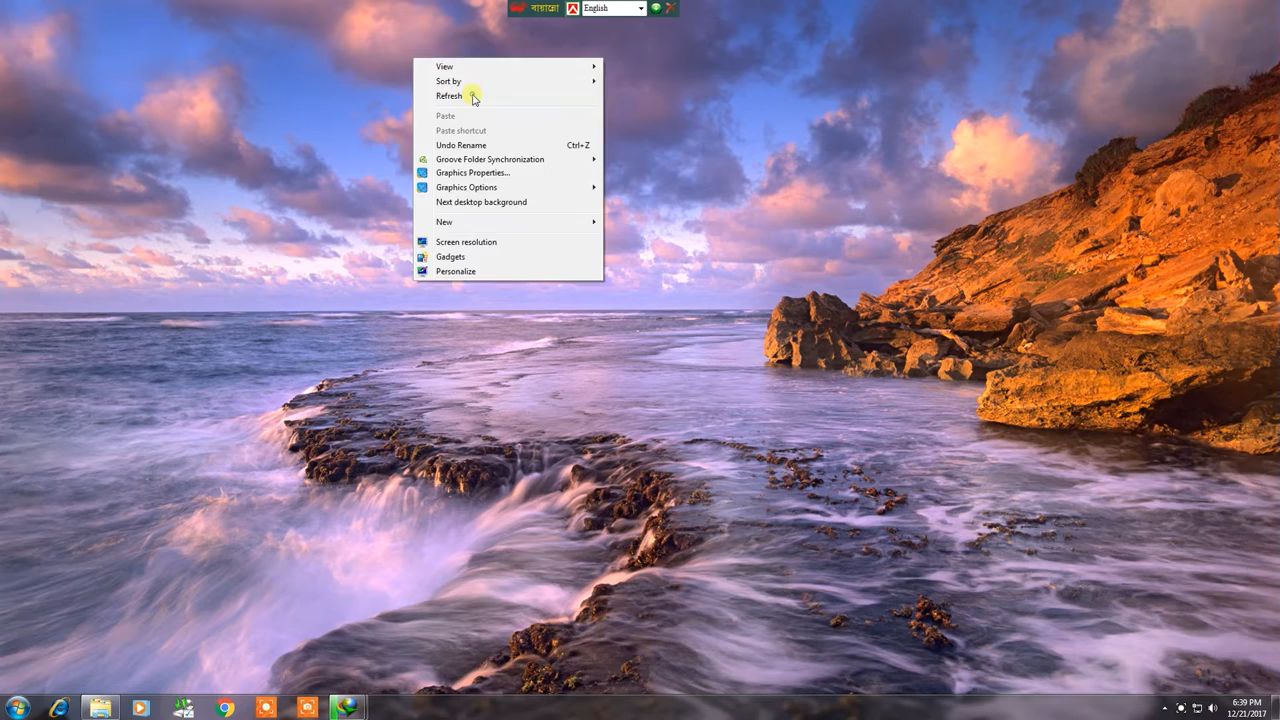 বায়ান্নো English
View
Sort by
Refresh
Paste
Paste shortcut
Undo Rename Ctrl+Z
Groove Folder Synchronization
Graphics Properties...
Graphics Options
Next desktop background
New
Screen resolution
Gadgets
Personalize
6:39 PM
12/21/2017